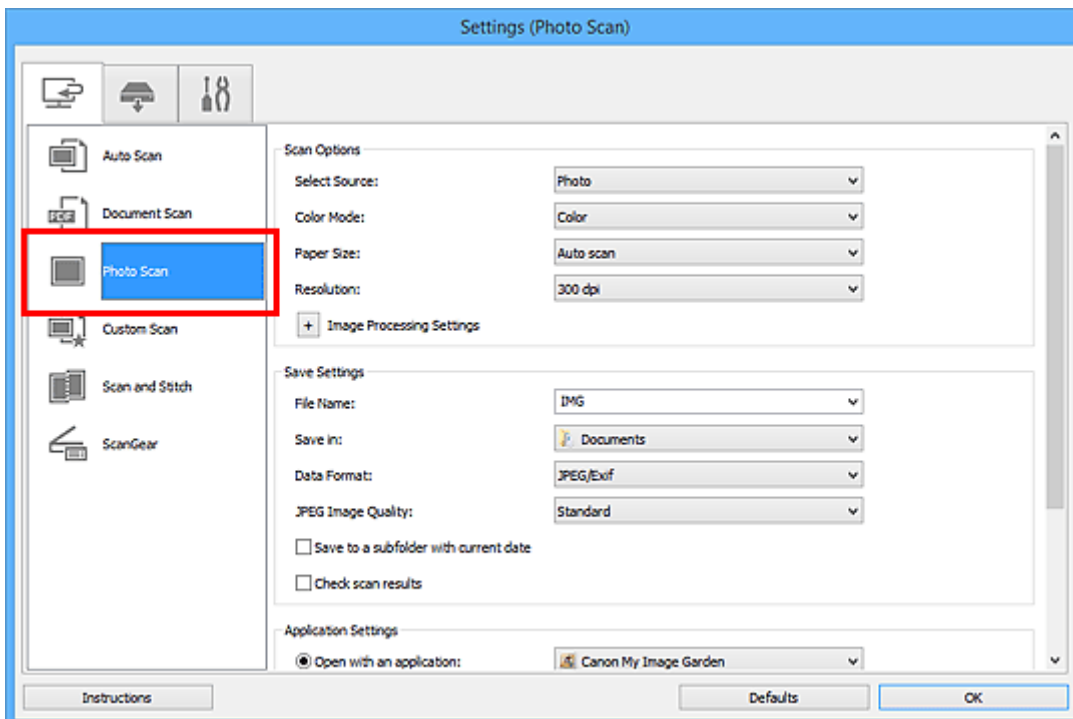 Settings (Photo Scan)
Auto Scan
PDF
Document Scan
Photo Scan
Custom Scan
Scan and Stitch
ScanGear
Scan Options
Select Source: Photo
Color Mode: Color
Paper Size: Auto scan
Resolution: 300 dpi
+ Image Processing Settings
Save Settings
File Name: IMG
Save in: Documents
Data Format: JPEG/Exif
JPEG Image Quality: Standard
Save to a subfolder with current date
Check scan results
Application Settings
Open with an application: Canon My Image Garden
Instructions Defaults OK